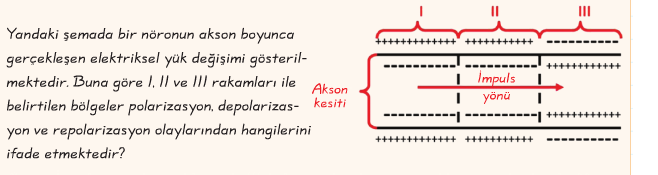 Yandaki şemada bir nöronun akson boyunca
gerçekleşen elektriksel yük değişimi gösteril-
mektedir. Buna göre I, II ve III rakamları ile
belirtilen bölgeler polarizasyon, depolarizas-
yon ve repolarizasyon olaylarından hangilerini
ifade etmektedir?
I II III
++++++++++++++++ ++++++++++++++ --------------
-------------- -------------- ++++++++++++++
Akson
kesiti
İmpuls
yönü
-------------- -------------- ++++++++++++++
++++++++++++++++ ++++++++++++++ --------------